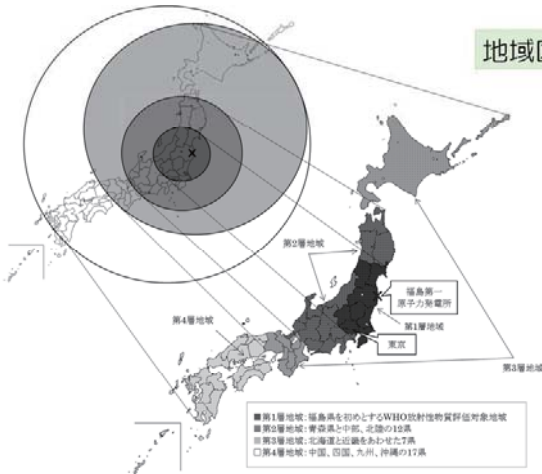 地域区
第2層地域
福島第一
原子力発電所
第4層地域
第1層地域
東京
第3層地域
■第1層地域：福島県を初めとするWHO放射性物質評価対象地域
■第2層地域：青森県と中部、北陸の12県
■第3層地域：北海道と近畿をあわせた7県
□第4層地域：中国、四国、九州、沖縄の17県